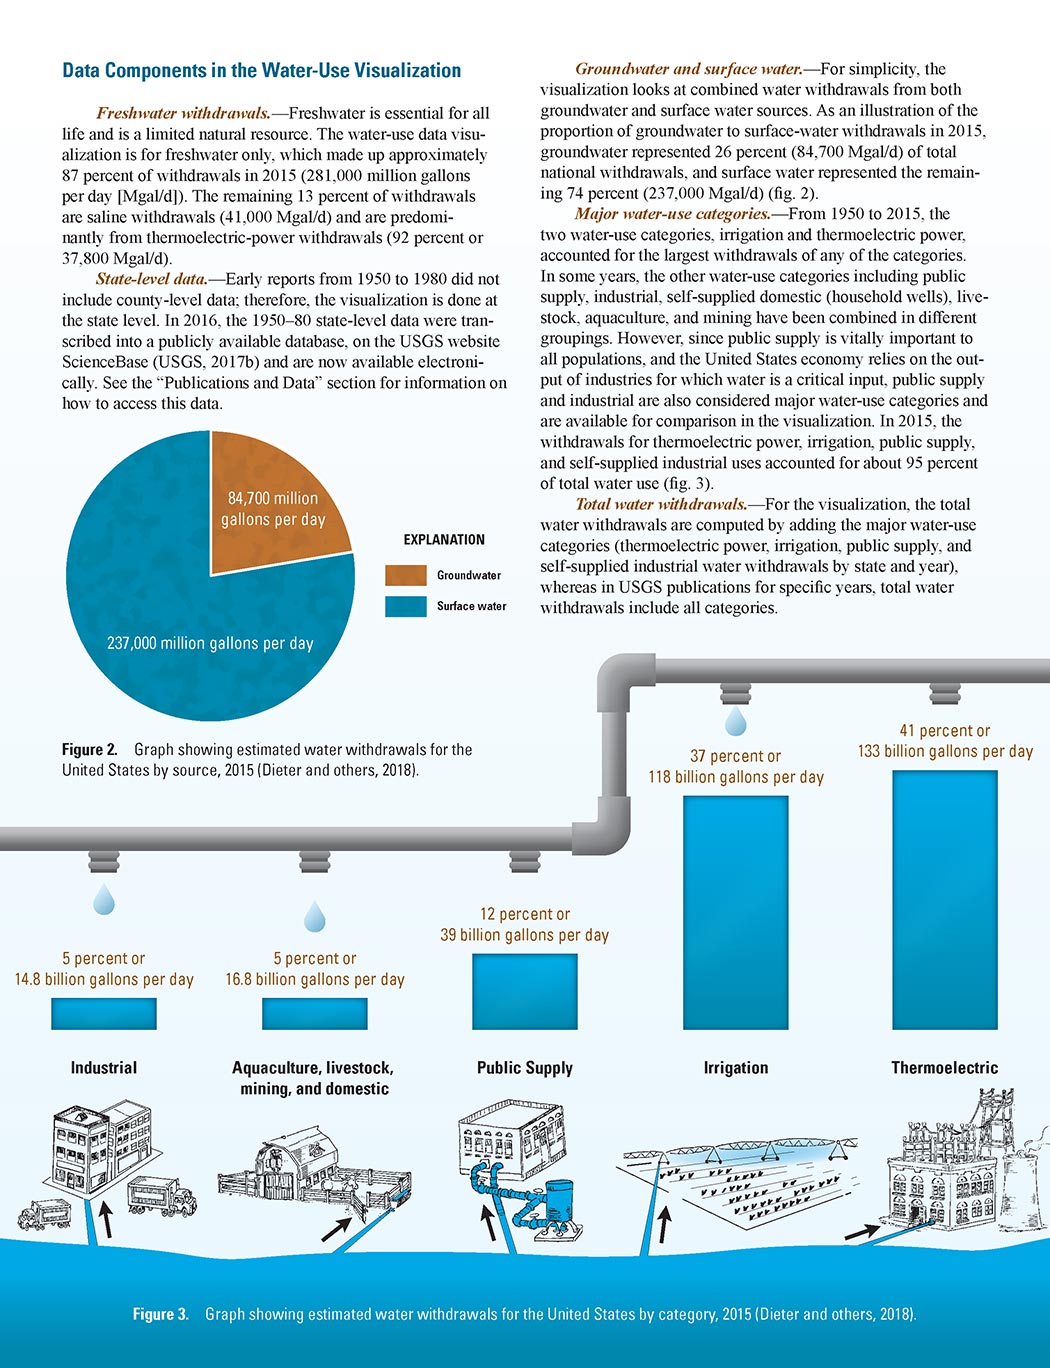 Data Components in the Water-Use Visualization
Freshwater withdrawals.—Freshwater is essential for all
life and is a limited natural resource. The water-use data visu-
alization is for freshwater only, which made up approximately
87 percent of withdrawals in 2015 (281,000 million gallons
per day [Mgal/d]). The remaining 13 percent of withdrawals
are saline withdrawals (41,000 Mgal/d) and are predomi-
nantly from thermoelectric-power withdrawals (92 percent or
37,800 Mgal/d).
State-level data.—Early reports from 1950 to 1980 did not
include county-level data; therefore, the visualization is done at
the state level. In 2016, the 1950–80 state-level data were tran-
scribed into a publicly available database, on the USGS website
ScienceBase (USGS, 2017b) and are now available electroni-
cally. See the “Publications and Data” section for information on
how to access this data.
84,700 million
gallons per day
237,000 million gallons per day
EXPLANATION
Groundwater
Surface water
Figure 2. Graph showing estimated water withdrawals for the
United States by source, 2015 (Dieter and others, 2018).
Groundwater and surface water.—For simplicity, the
visualization looks at combined water withdrawals from both
groundwater and surface water sources. As an illustration of the
proportion of groundwater to surface-water withdrawals in 2015,
groundwater represented 26 percent (84,700 Mgal/d) of total
national withdrawals, and surface water represented the remain-
ing 74 percent (237,000 Mgal/d) (fig. 2).
Major water-use categories.—From 1950 to 2015, the
two water-use categories, irrigation and thermoelectric power,
accounted for the largest withdrawals of any of the categories.
In some years, the other water-use categories including public
supply, industrial, self-supplied domestic (household wells), live-
stock, aquaculture, and mining have been combined in different
groupings. However, since public supply is vitally important to
all populations, and the United States economy relies on the out-
put of industries for which water is a critical input, public supply
and industrial are also considered major water-use categories and
are available for comparison in the visualization. In 2015, the
withdrawals for thermoelectric power, irrigation, public supply,
and self-supplied industrial uses accounted for about 95 percent
of total water use (fig. 3).
Total water withdrawals.—For the visualization, the total
water withdrawals are computed by adding the major water-use
categories (thermoelectric power, irrigation, public supply, and
self-supplied industrial water withdrawals by state and year),
whereas in USGS publications for specific years, total water
withdrawals include all categories.
5 percent or
14.8 billion gallons per day
5 percent or
16.8 billion gallons per day
12 percent or
39 billion gallons per day
37 percent or
118 billion gallons per day
41 percent or
133 billion gallons per day
Industrial
Aquaculture, livestock,
mining, and domestic
Public Supply
Irrigation
Thermoelectric
Figure 3. Graph showing estimated water withdrawals for the United States by category, 2015 (Dieter and others, 2018).